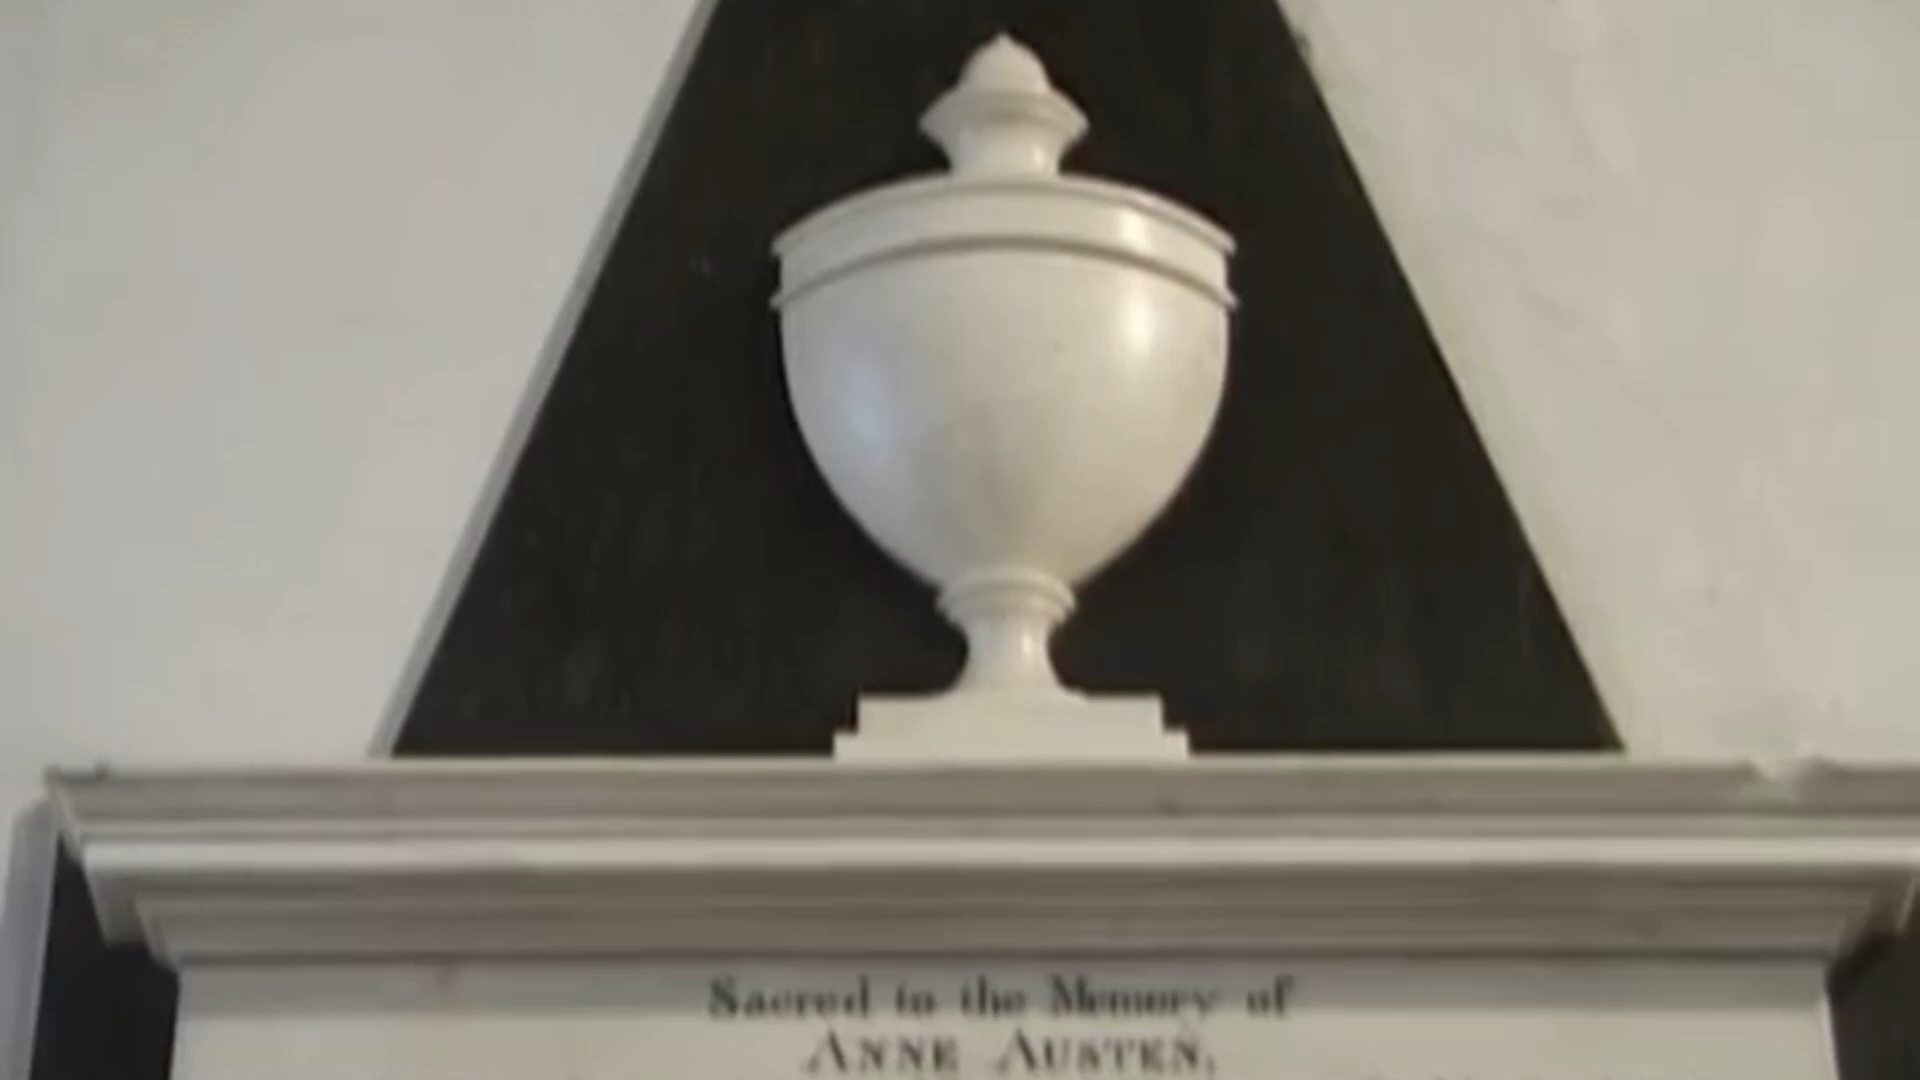 Sacred to the Memory of
ANNE AUSTEN,